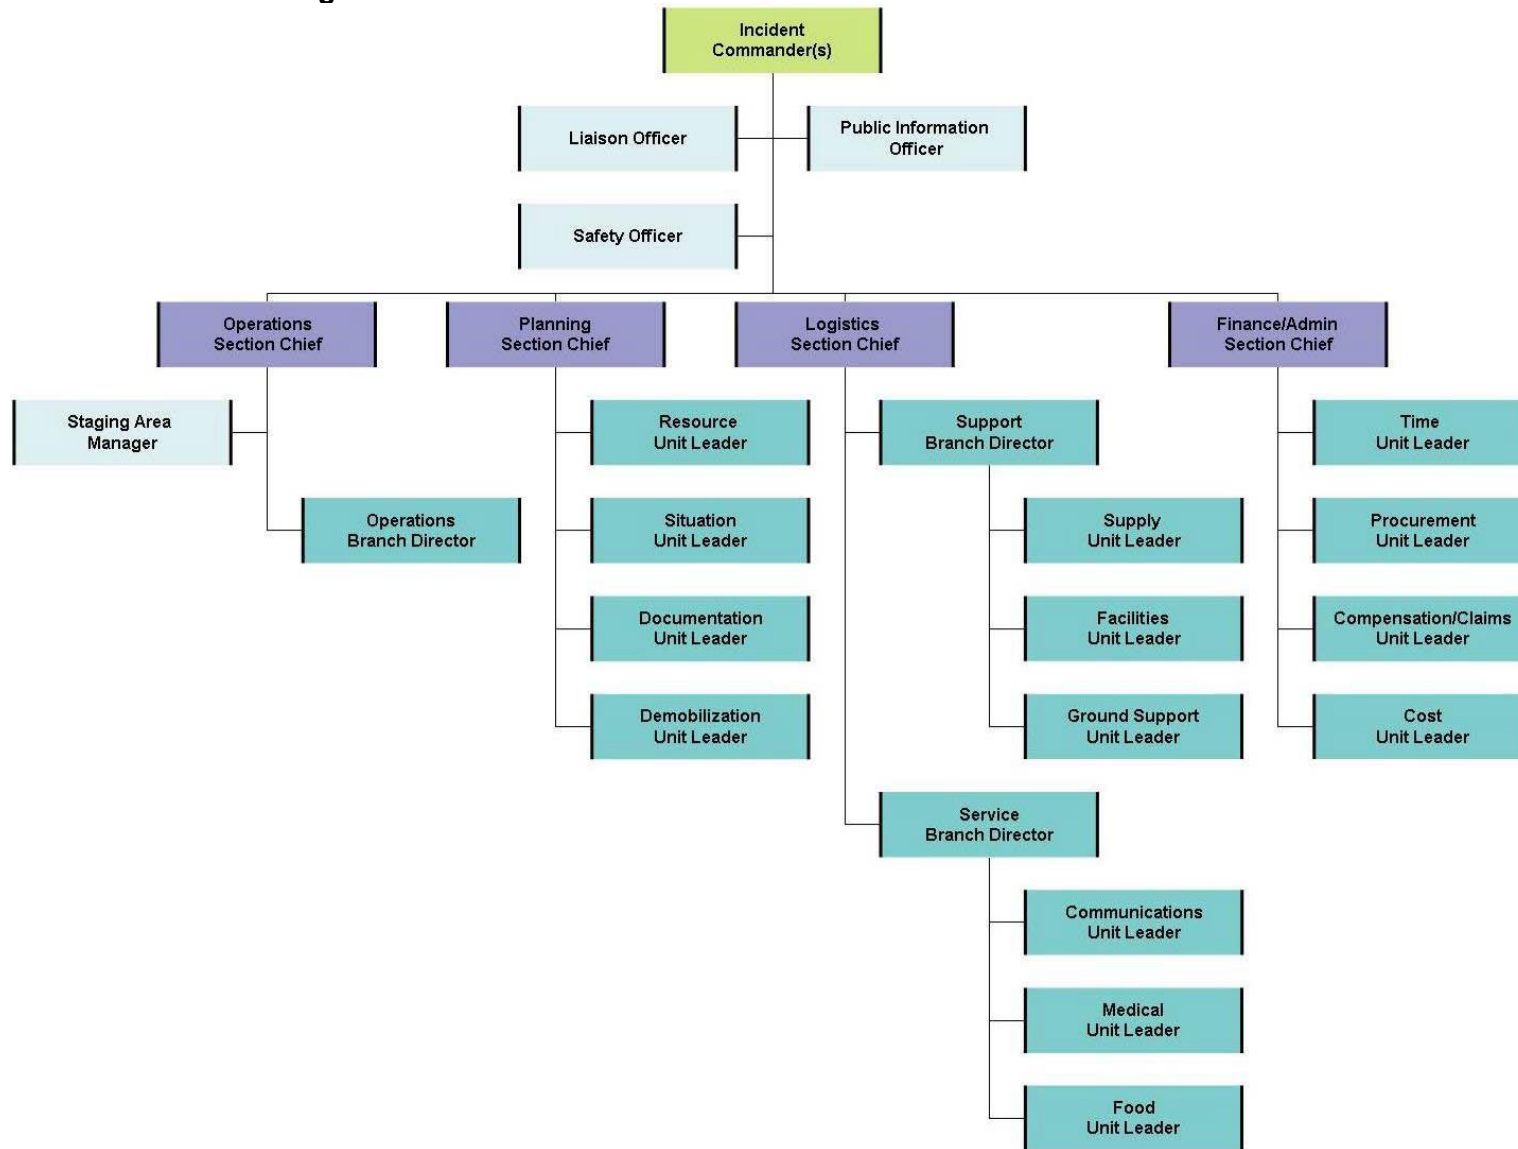 Incident
Commander(s)
Liaison Officer
Public Information
Officer
Safety Officer
Operations
Section Chief
Planning
Section Chief
Logistics
Section Chief
Finance/Admin
Section Chief
Staging Area
Manager
Resource
Unit Leader
Support
Branch Director
Time
Unit Leader
Operations
Branch Director
Situation
Unit Leader
Supply
Unit Leader
Procurement
Unit Leader
Documentation
Unit Leader
Facilities
Unit Leader
Compensation/Claims
Unit Leader
Demobilization
Unit Leader
Ground Support
Unit Leader
Cost
Unit Leader
Service
Branch Director
Communications
Unit Leader
Medical
Unit Leader
Food
Unit Leader